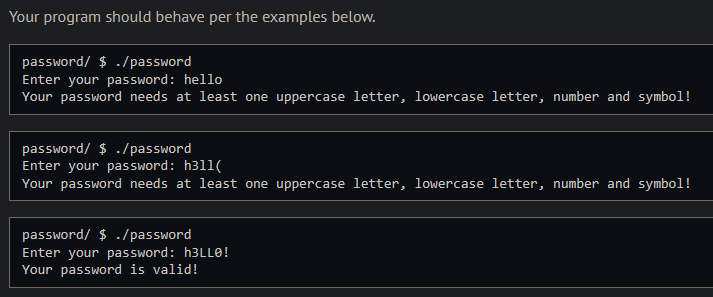 Your program should behave per the examples below.
password/ $ ./password
Enter your password: hello
Your password needs at least one uppercase letter, lowercase letter, number and symbol!
password/ $ ./password
Enter your password: h3ll(
Your password needs at least one uppercase letter, lowercase letter, number and symbol!
password/ $ ./password
Enter your password: h3LL0!
Your password is valid!